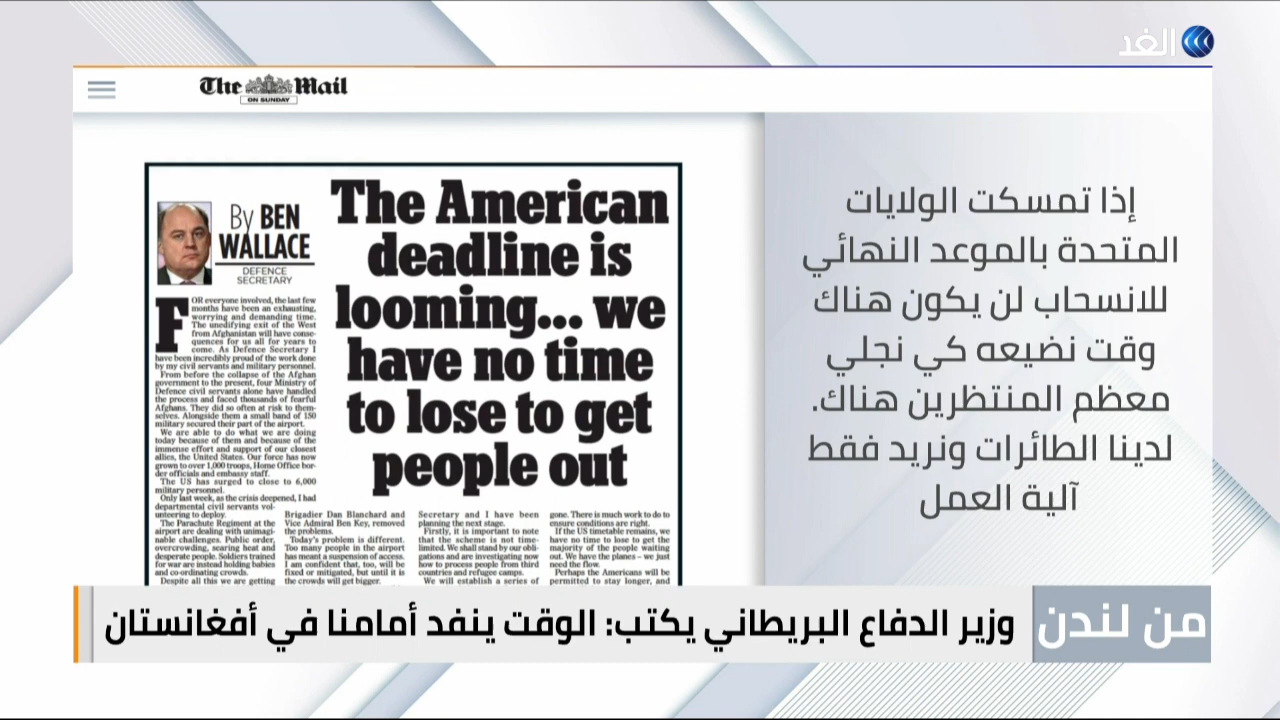 الغد
The Mail
ON SUNDAY
By BEN
WALLACE
DEFENCE
SECRETARY
The American
deadline is
looming... we
have no time
to lose to get
people out
FOR everyone involved, the last few
months have been an exhausting,
worrying and demanding time.
The unedifying exit of the West
from Afghanistan will have conse-
quences for us all for years to
come. As Defence Secretary I
have been incredibly proud of the work done
by my civil servants and military personnel.
From before the collapse of the Afghan
government to the present, four Ministry of
Defence civil servants alone have handled
the process and faced thousands of fearful
Afghans. They did so often at risk to them-
selves. Alongside them a small band of 150
military secured their part of the airport.
We are able to do what we are doing
today because of them and because of the
immense effort and support of our closest
allies, the United States. Our force has now
grown to over 1,000 troops, Home Office bor-
der officials and embassy staff.
The US has surged to close to 6,000
military personnel.
Only last week, as the crisis deepened, I had
departmental civil servants vol-
unteering to deploy.
The Parachute Regiment at the
airport are dealing with unimagi-
nable challenges. Public order,
overcrowding, searing heat and
desperate people. Soldiers trained
for war are instead holding babies
and co-ordinating crowds.
Despite all this we are getting
Brigadier Dan Blanchard and
Vice Admiral Ben Key, removed
the problems.
Today's problem is different.
Too many people in the airport
has meant a suspension of access.
I am confident that, too, will be
fixed or mitigated, but until it is
the crowds will get bigger.
Secretary and I have been
planning the next stage.
Firstly, it is important to note
that the scheme is not time-
limited. We shall stand by our obli-
gations and are investigating now
how to process people from third
countries and refugee camps.
We will establish a series of
gone. There is much work to do to
ensure conditions are right.
If the US timetable remains, we
have no time to lose to get the
majority of the people waiting
out. We have the planes – we just
need the flow.
Perhaps the Americans will be
permitted to stay longer, and
إذا تمسكت الولايات
المتحدة بالموعد النهائي
للانسحاب لن يكون هناك
وقت نضيعه كي نجلي
معظم المنتظرين هناك.
لدينا الطائرات ونريد فقط
آلية العمل
من لندن
وزير الدفاع البريطاني يكتب: الوقت ينفد أمامنا في أفغانستان